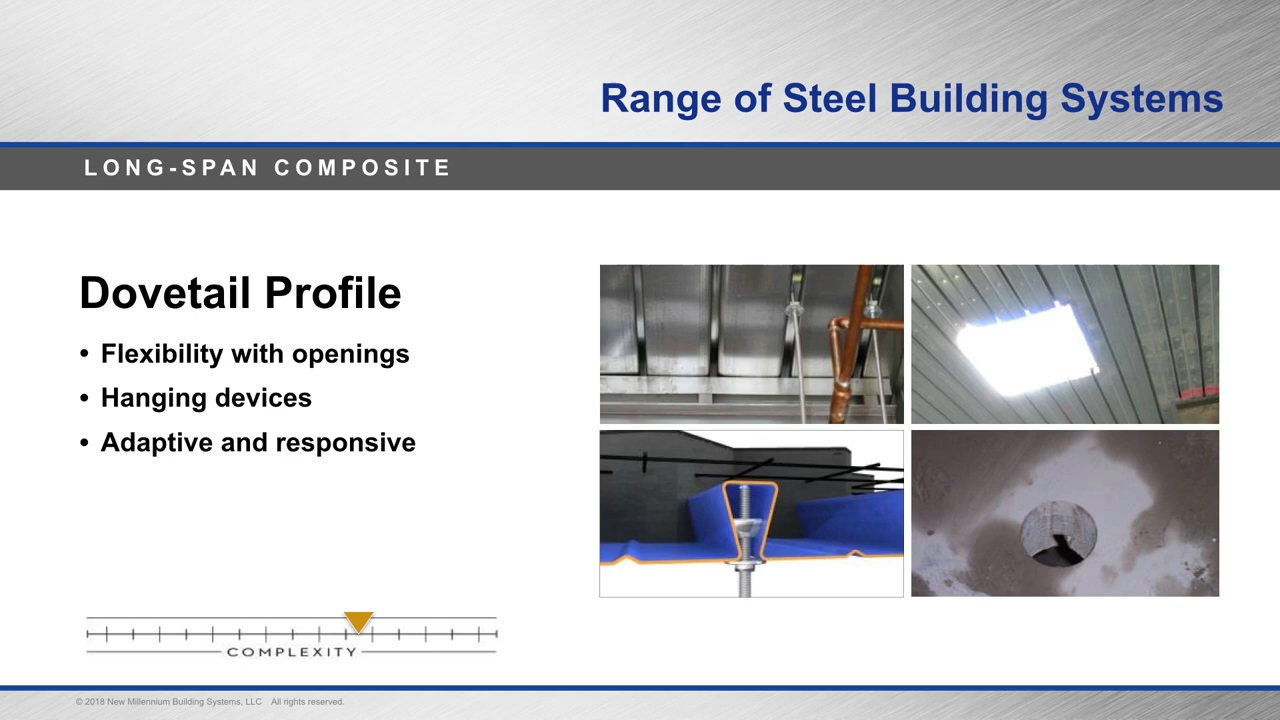 Range of Steel Building Systems
LONG-SPAN COMPOSITE
Dovetail Profile
• Flexibility with openings
• Hanging devices
• Adaptive and responsive
COMPLEXITY
© 2018 New Millennium Building Systems, LLC All rights reserved.